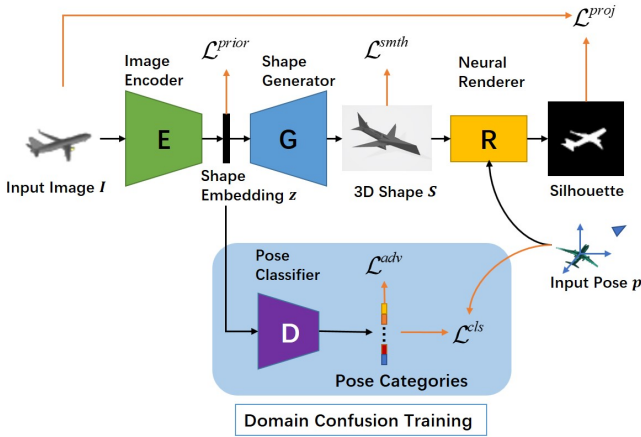 L^proj
Image
Encoder
L^prior
Shape
Generator
L^smth
Neural
Renderer
E
G
R
Input Image I
Shape
Embedding z
3D Shape S
Silhouette
Pose
Classifier
L^adv
Input Pose p
D
L^cls
Pose Categories
Domain Confusion Training